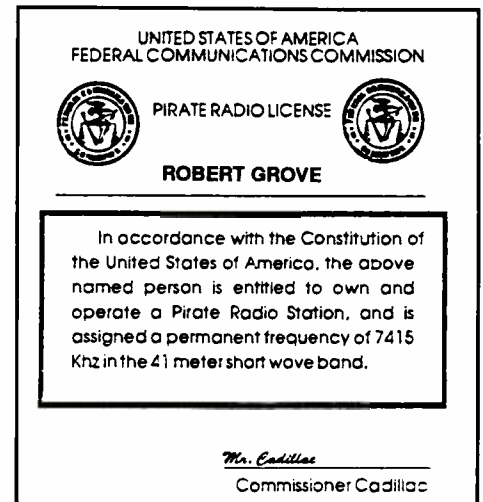 UNITED STATES OF AMERICA
FEDERAL COMMUNICATIONS COMMISSION
PIRATE RADIO LICENSE
ROBERT GROVE
In accordance with the Constitution of
the United States of America, the above
named person is entitled to own and
operate a Pirate Radio Station, and is
assigned a permanent frequency of 7415
Khz in the 41 meter short wave band.
Mr. Cadillac
Commissioner Cadillac